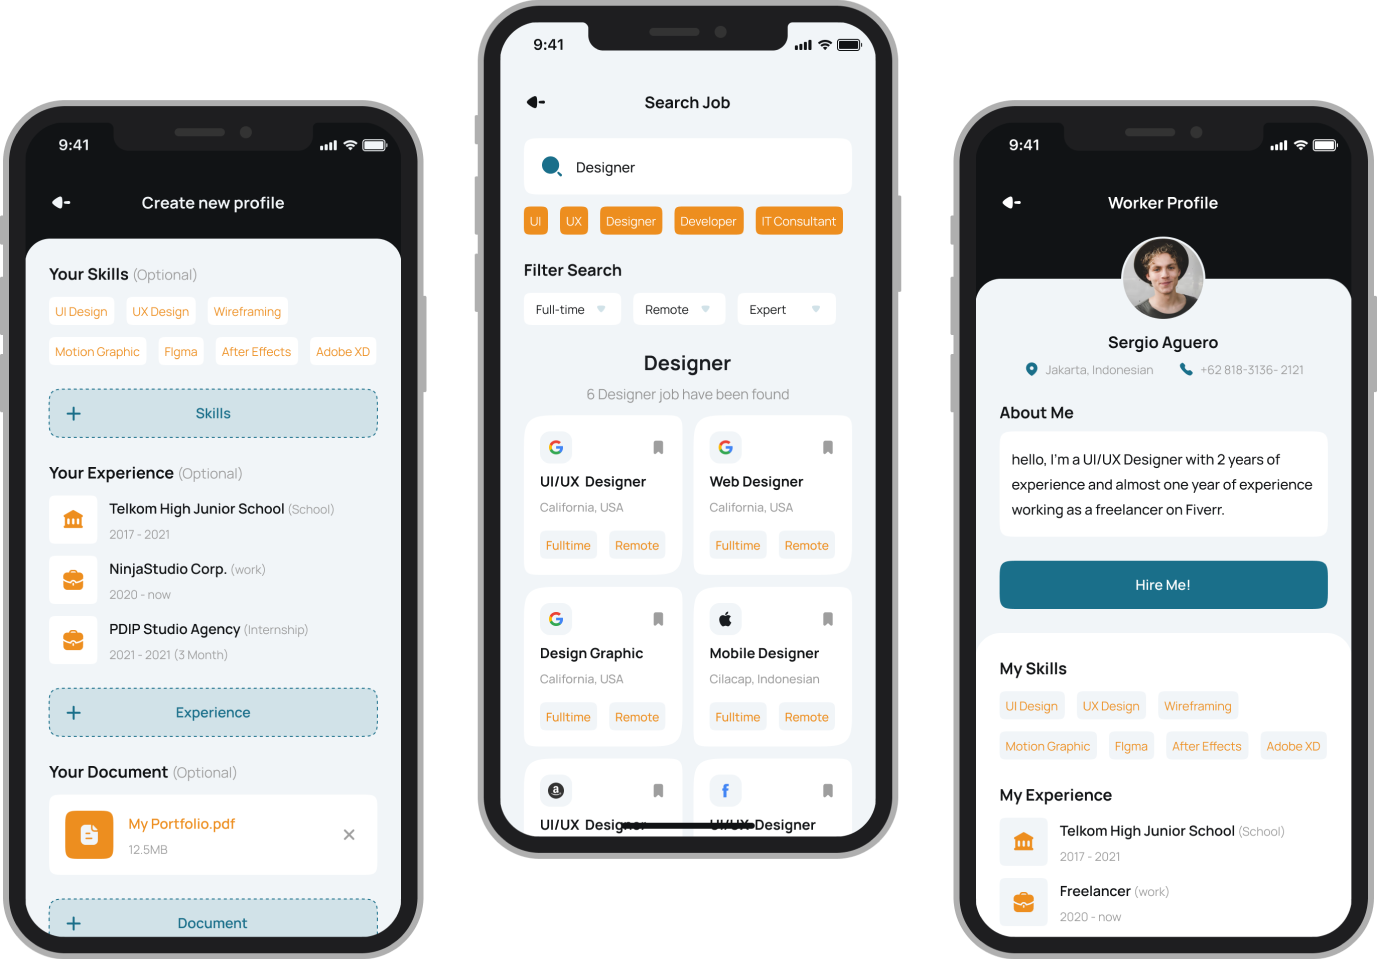 9:41
Create new profile
Your Skills (Optional)
UI Design UX Design Wireframing
Motion Graphic FIgma After Effects Adobe XD
+ Skills
Your Experience (Optional)
Telkom High Junior School (School)
2017 - 2021
NinjaStudio Corp. (work)
2020 - now
PDIP Studio Agency (Internship)
2021 - 2021 (3 Month)
+ Experience
Your Document (Optional)
My Portfolio.pdf
12.5MB
+ Document
9:41
Search Job
Designer
UI UX Designer Developer IT Consultant
Filter Search
Full-time Remote Expert
Designer
6 Designer job have been found
G G
UI/UX Designer Web Designer
California, USA California, USA
Fulltime Remote Fulltime Remote
G
Design Graphic Mobile Designer
California, USA Cilacap, Indonesian
Fulltime Remote Fulltime Remote
a f
UI/UX Designer UI/UX Designer
9:41
Worker Profile
Sergio Aguero
Jakarta, Indonesian +62 818-3136- 2121
About Me
hello, I'm a UI/UX Designer with 2 years of
experience and almost one year of experience
working as a freelancer on Fiverr.
Hire Me!
My Skills
UI Design UX Design Wireframing
Motion Graphic FIgma After Effects Adobe XD
My Experience
Telkom High Junior School (School)
2017 - 2021
Freelancer (work)
2020 - now